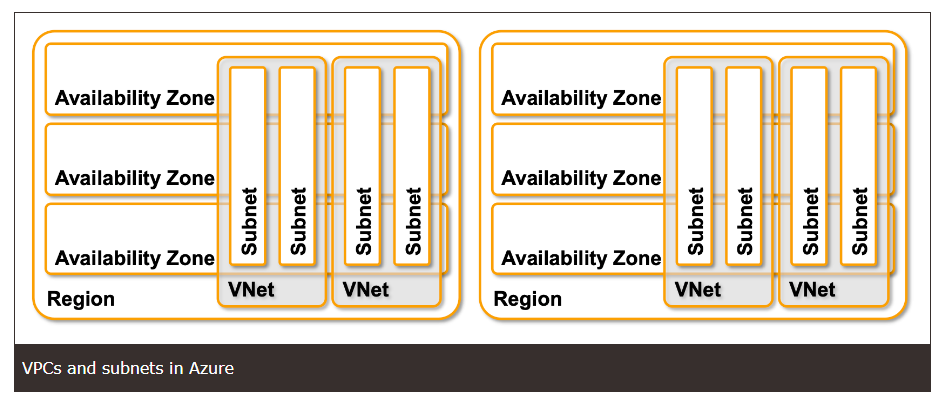 Availability Zone
Availability Zone
Availability Zone
Subnet
Subnet
Subnet
Subnet
VNet
VNet
Region
Availability Zone
Availability Zone
Availability Zone
Subnet
Subnet
Subnet
Subnet
VNet
VNet
Region
VPCs and subnets in Azure